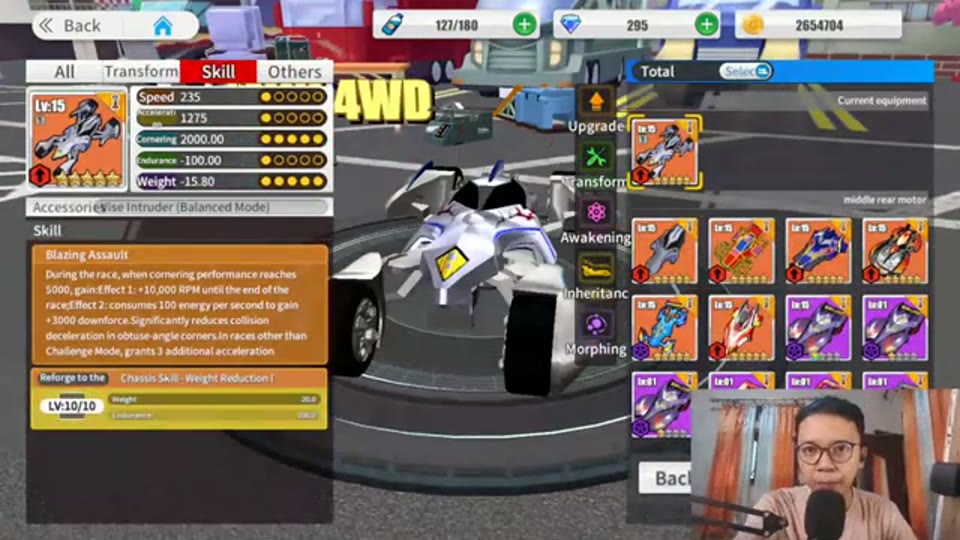 Back
127/180
295
2654704
All Transform Skill Others
Lv:15
Speed 235
1275
Cornering 2000.00
Endurance -100.00
Weight -15.80
Accessories Vise Intruder (Balanced Mode)
Skill
Blazing Assault
During the race, when cornering performance reaches
5000, gain:Effect 1: +10,000 RPM until the end of the
race;Effect 2: consumes 100 energy per second to gain
+3000 downforce.Significantly reduces collision
deceleration in obtuse-angle corners.In races other than
Challenge Mode, grants 3 additional acceleration
Reforge to the Chassis Skill - Weight Reduction I
LV:10/10
Weight -20.0
Endurance
4WD
Upgrade
Transform
Awakening
Inheritanc
Morphing
Total Select
Current equipment
Lv:15
middle rear motor
Lv:15 Lv:15 Lv:15 Lv:15
Lv:15 Lv:15 Lv:15 Lv:01
Lv:01 Lv:01 Lv:01 Lv:01
Back